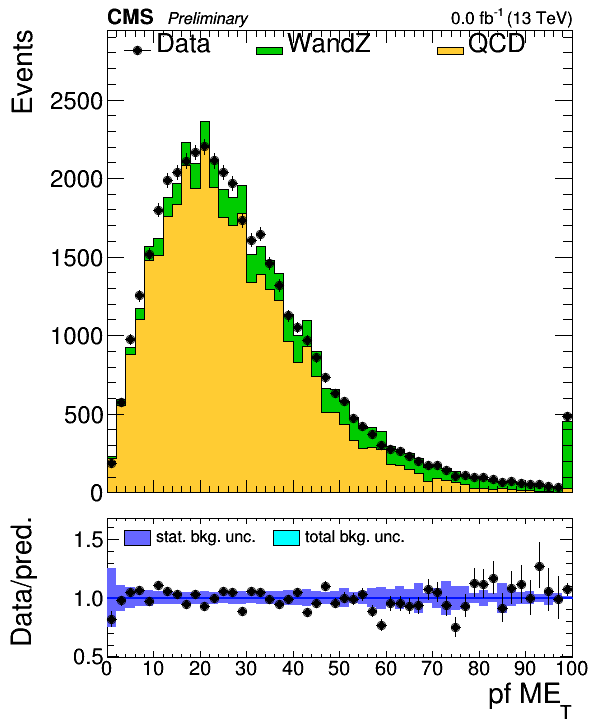 CMS Preliminary 0.0 fb-1 (13 TeV)
Data WandZ QCD
Events
2500
2000
1500
1000
500
0
stat. bkg. unc. total bkg. unc.
Data/pred.
1.5
1.0
0.5
0 10 20 30 40 50 60 70 80 90 100
pf MET